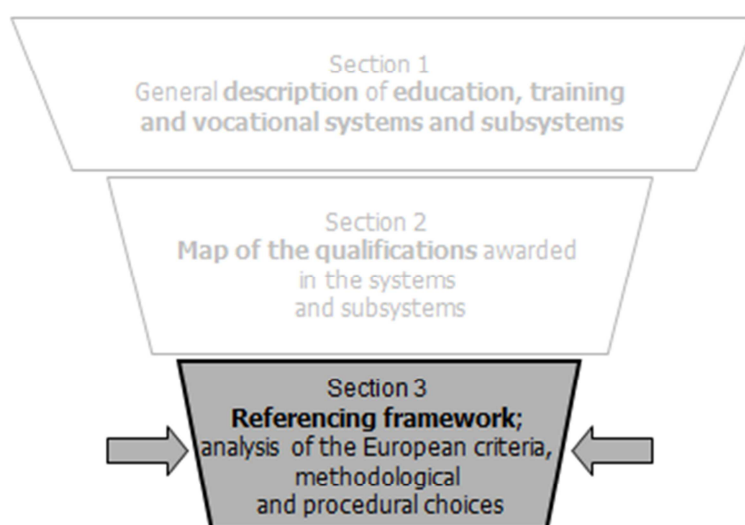 Section 1
General description of education, training
and vocational systems and subsystems
Section 2
Map of the qualifications awarded
in the systems
and subsystems
Section 3
Referencing framework;
analysis of the European criteria,
methodological
and procedural choices